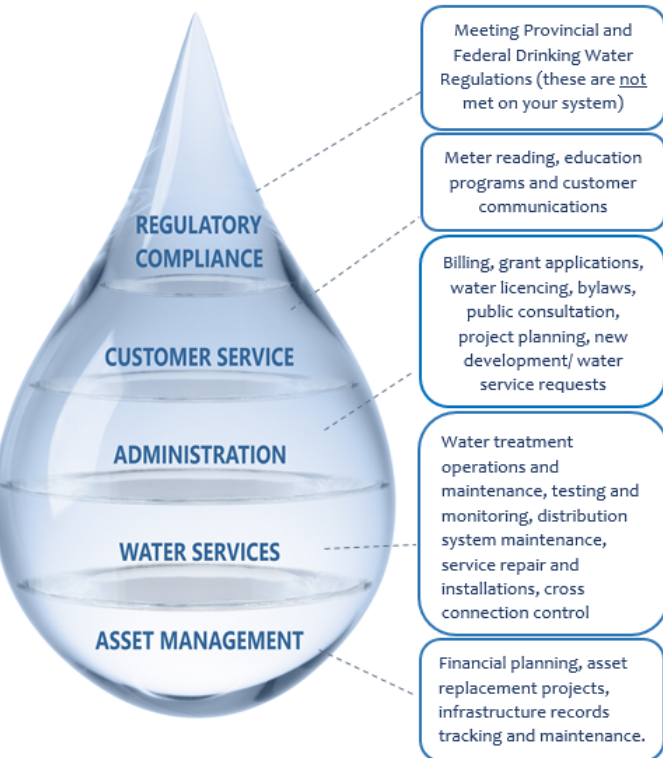 Meeting Provincial and
Federal Drinking Water
Regulations (these are not
met on your system)
REGULATORY
COMPLIANCE
Meter reading, education
programs and customer
communications
CUSTOMER SERVICE
Billing, grant applications,
water licencing, bylaws,
public consultation,
project planning, new
development/ water
service requests
ADMINISTRATION
Water treatment
operations and
maintenance, testing and
monitoring, distribution
system maintenance,
service repair and
installations, cross
connection control
WATER SERVICES
Financial planning, asset
replacement projects,
infrastructure records
tracking and maintenance.
ASSET MANAGEMENT